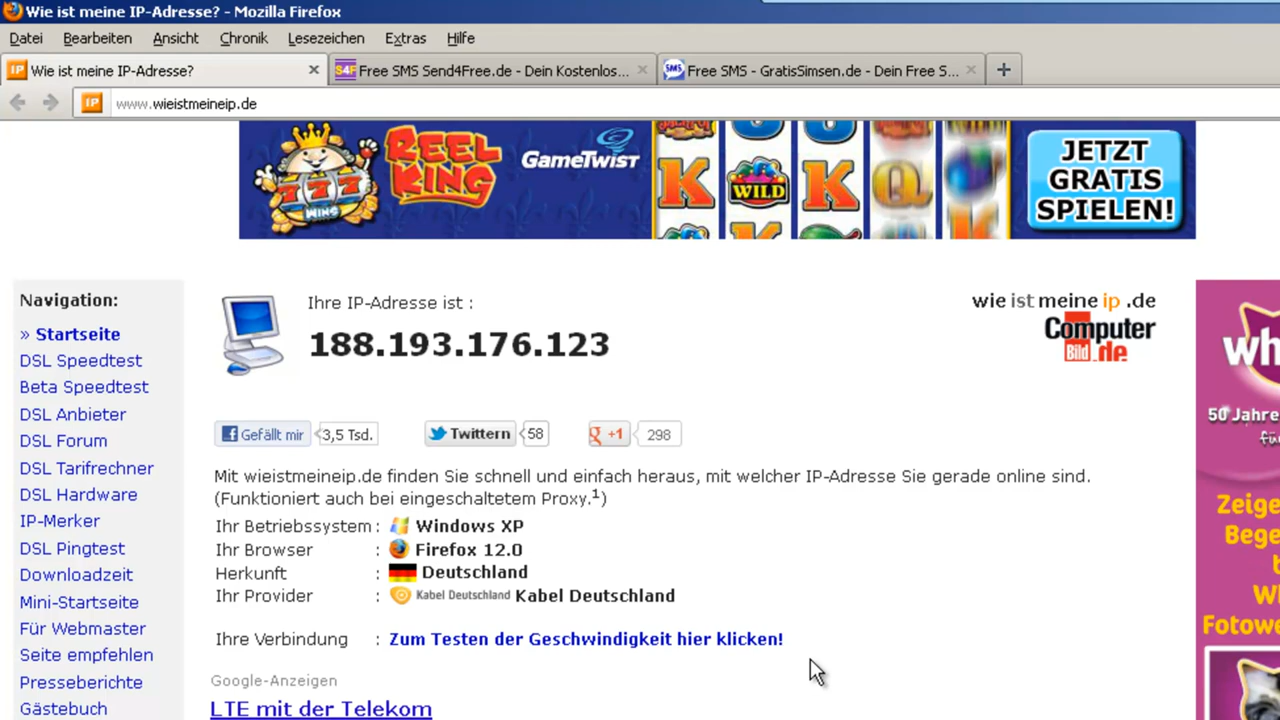 Wie ist meine IP-Adresse? - Mozilla Firefox
Datei Bearbeiten Ansicht Chronik Lesezeichen Extras Hilfe
IP Wie ist meine IP-Adresse?
S4F Free SMS Send4Free.de - Dein Kostenlos...
SMS Free SMS - GratisSimsen.de - Dein Free S...
IP www.wieistmeineip.de
777
WINS
REEL
KING
GameTwist
K WILD K Q K
JETZT
GRATIS
SPIELEN!
Navigation:
» Startseite
DSL Speedtest
Beta Speedtest
DSL Anbieter
DSL Forum
DSL Tarifrechner
DSL Hardware
IP-Merker
DSL Pingtest
Downloadzeit
Mini-Startseite
Für Webmaster
Seite empfehlen
Presseberichte
Gästebuch
Ihre IP-Adresse ist :
188.193.176.123
wie ist meine ip .de
Computer
Bild .de
Gefällt mir 3,5 Tsd. Twittern 58 +1 298
Mit wieistmeineip.de finden Sie schnell und einfach heraus, mit welcher IP-Adresse Sie gerade online sind.
(Funktioniert auch bei eingeschaltetem Proxy.¹)
Ihr Betriebssystem : Windows XP
Ihr Browser : Firefox 12.0
Herkunft : Deutschland
Ihr Provider : Kabel Deutschland Kabel Deutschland
Ihre Verbindung : Zum Testen der Geschwindigkeit hier klicken!
Google-Anzeigen
LTE mit der Telekom
wh
50 Jahre
fü
Zeige
Bege
b
W
Fotowe